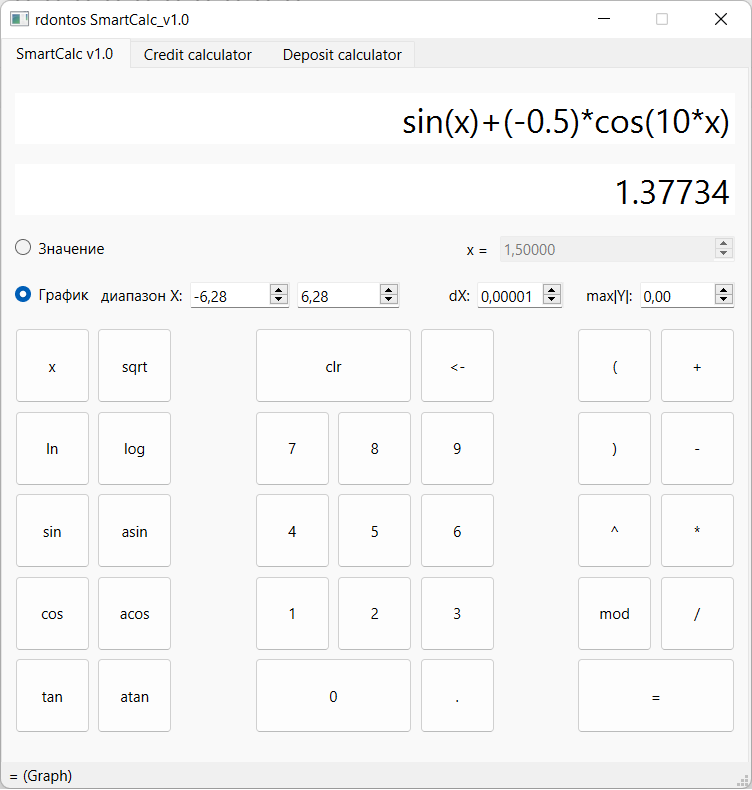 rdontos SmartCalc_v1.0
SmartCalc v1.0 Credit calculator Deposit calculator
sin(x)+(-0.5)*cos(10*x)
1.37734
Значение x = 1,50000
График диапазон X: -6,28 6,28 dX: 0,00001 max|Y|: 0,00
x sqrt clr <- ( +
ln log 7 8 9 ) -
sin asin 4 5 6 ^ *
cos acos 1 2 3 mod /
tan atan 0 . =
= (Graph)